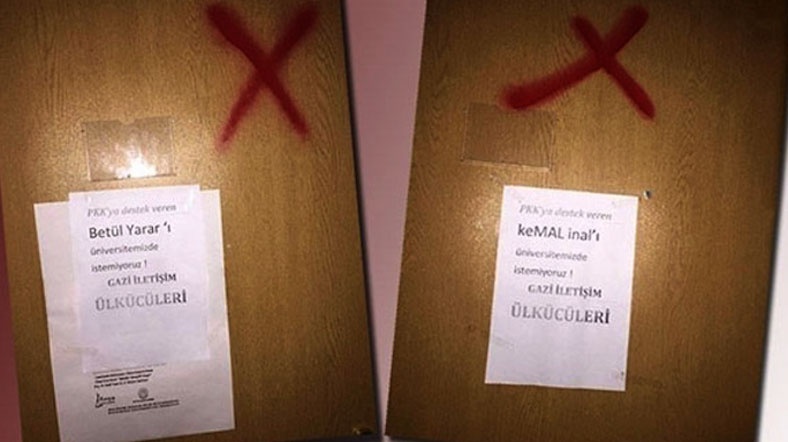 PKK'ya destek veren
Betül Yarar 'ı
üniversitemizde
istemiyoruz !
GAZİ İLETİŞİM
ÜLKÜCÜLERİ
PKK'ya destek veren
keMAL inal'ı
üniversitemizde
istemiyoruz !
GAZİ İLETİŞİM
ÜLKÜCÜLERİ